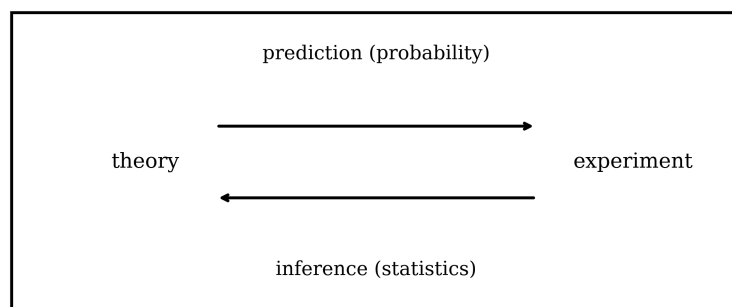 prediction (probability)
theory
experiment
inference (statistics)